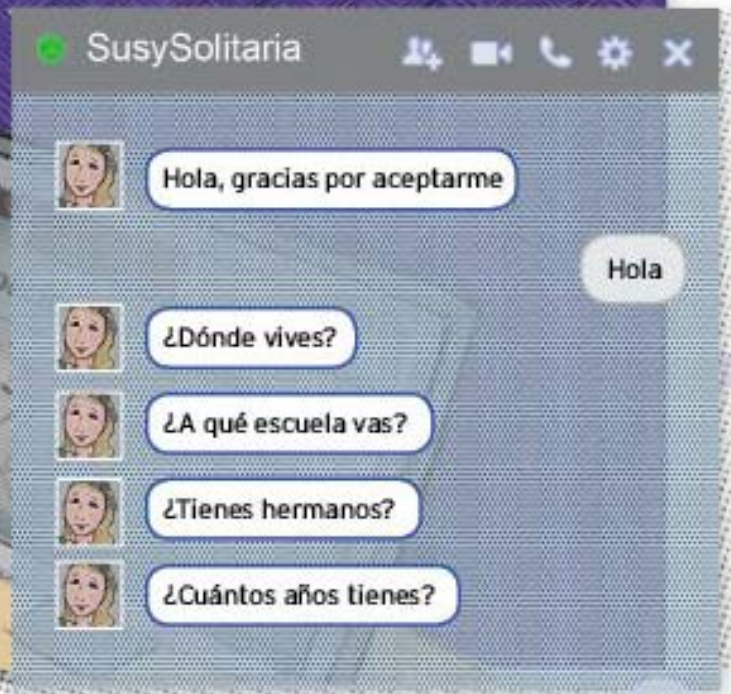 SusySolitaria
Hola, gracias por aceptarme
Hola
¿Dónde vives?
¿A qué escuela vas?
¿Tienes hermanos?
¿Cuántos años tienes?